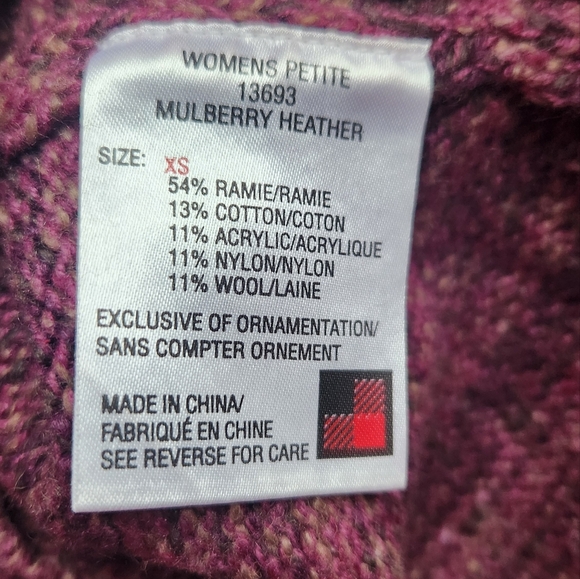 WOMENS PETITE
13693
MULBERRY HEATHER
SIZE: XS
54% RAMIE/RAMIE
13% COTTON/COTON
11% ACRYLIC/ACRYLIQUE
11% NYLON/NYLON
11% WOOL/LAINE
EXCLUSIVE OF ORNAMENTATION/
SANS COMPTER ORNEMENT
MADE IN CHINA/
FABRIQUÉ EN CHINE
SEE REVERSE FOR CARE